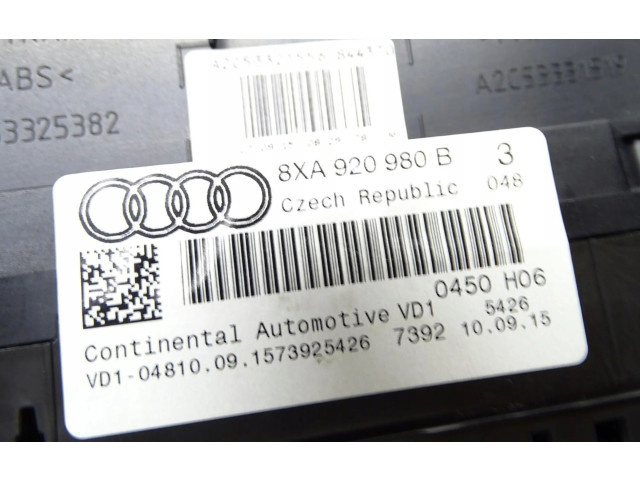 ABS<
3325382
8XA 920 980 B 3
Czech Republic 048
0450 H06
Continental Automotive VD1 5426
VD1-04810.09.1573925426 7392 10.09.15